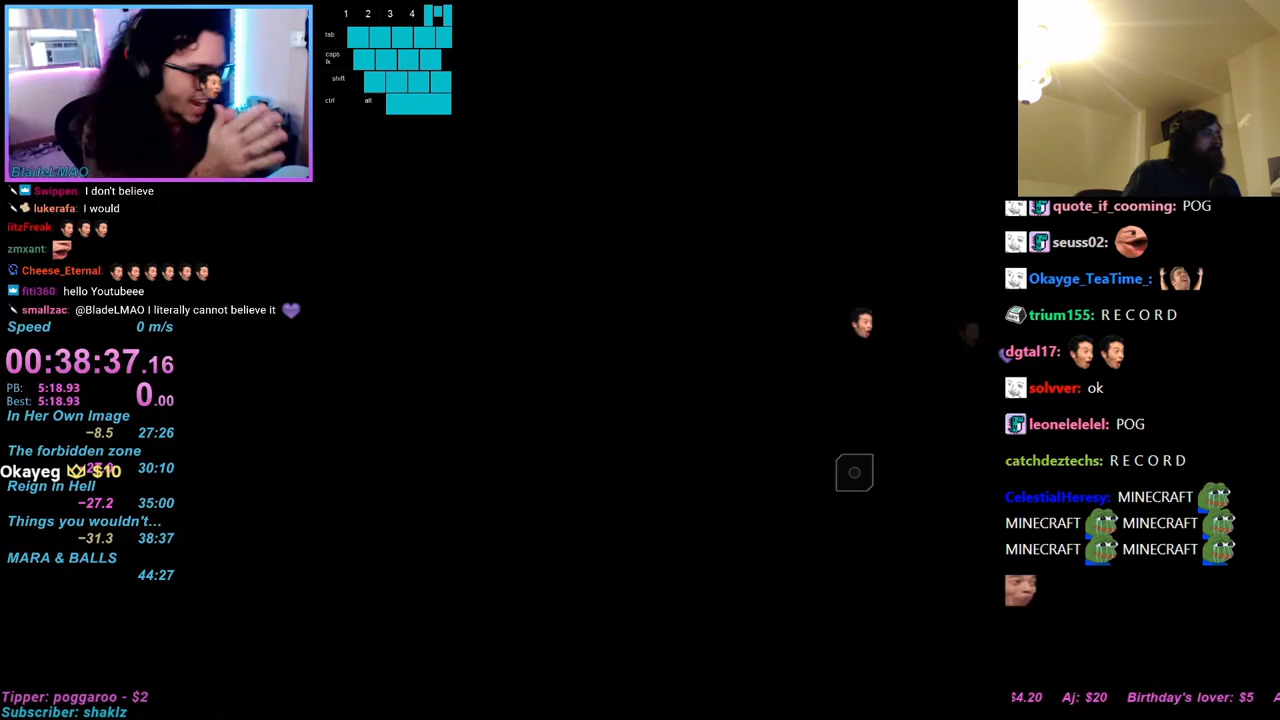 BladeLMAO
1 2 3 4
tab
caps
lk
shift
ctrl alt
Swippen: I don't believe
lukerafa: I would
iitzFreak
zmxant:
Cheese_Eternal:
flti360: hello Youtubeee
smallzac: @BladeLMAO I literally cannot believe it
Speed 0 m/s
00:38:37.16
PB: 5:18.93
Best: 5:18.93
0.00
In Her Own Image
−8.5 27:26
The forbidden zone
30:10
Okayeg $10
Reign in Hell
−27.2 35:00
Things you wouldn't...
−31.3 38:37
MARA & BALLS
44:27
Tipper: poggaroo - $2
Subscriber: shaklz
quote_if_cooming: POG
seuss02:
Okayge_TeaTime_:
trium155: R E C O R D
dgtal17:
solvver: ok
leonelelelel: POG
catchdeztechs: R E C O R D
CelestialHeresy: MINECRAFT
MINECRAFT MINECRAFT
MINECRAFT MINECRAFT
$4.20 Aj: $20 Birthday's lover: $5 A